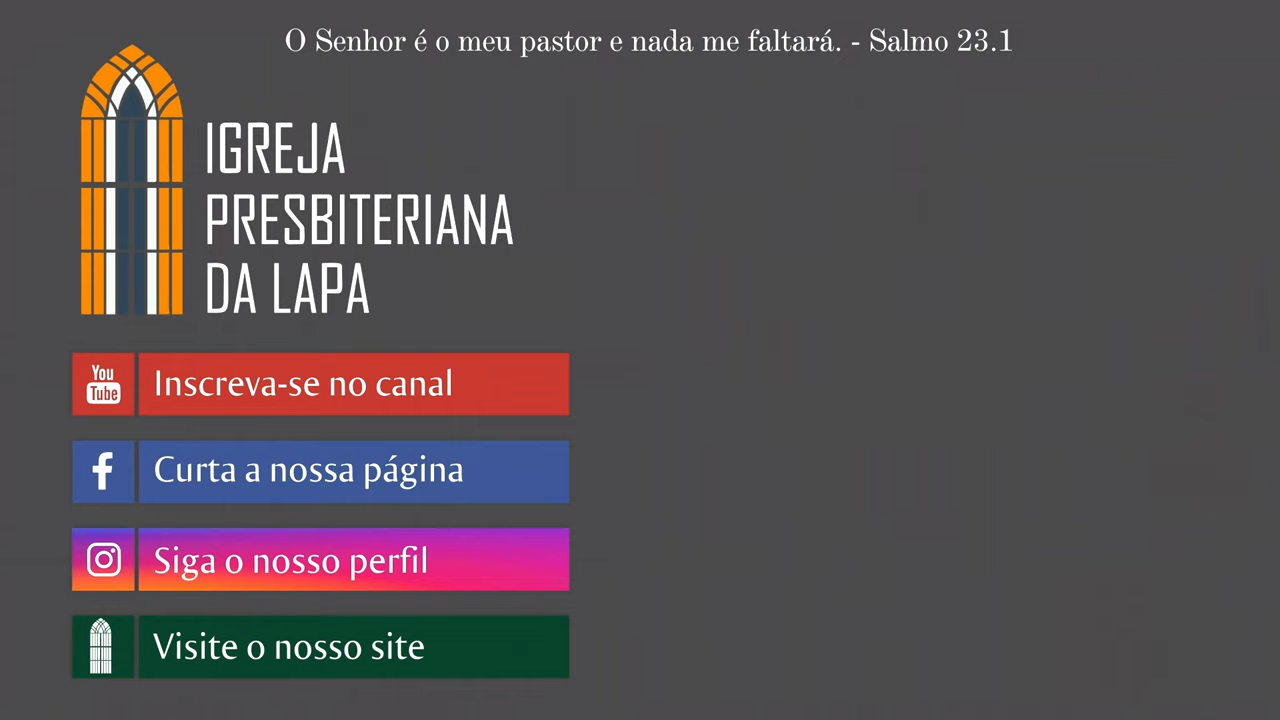 O Senhor é o meu pastor e nada me faltará. - Salmo 23.1
IGREJA
PRESBITERIANA
DA LAPA
You
Tube
Inscreva-se no canal
f
Curta a nossa página
Siga o nosso perfil
Visite o nosso site